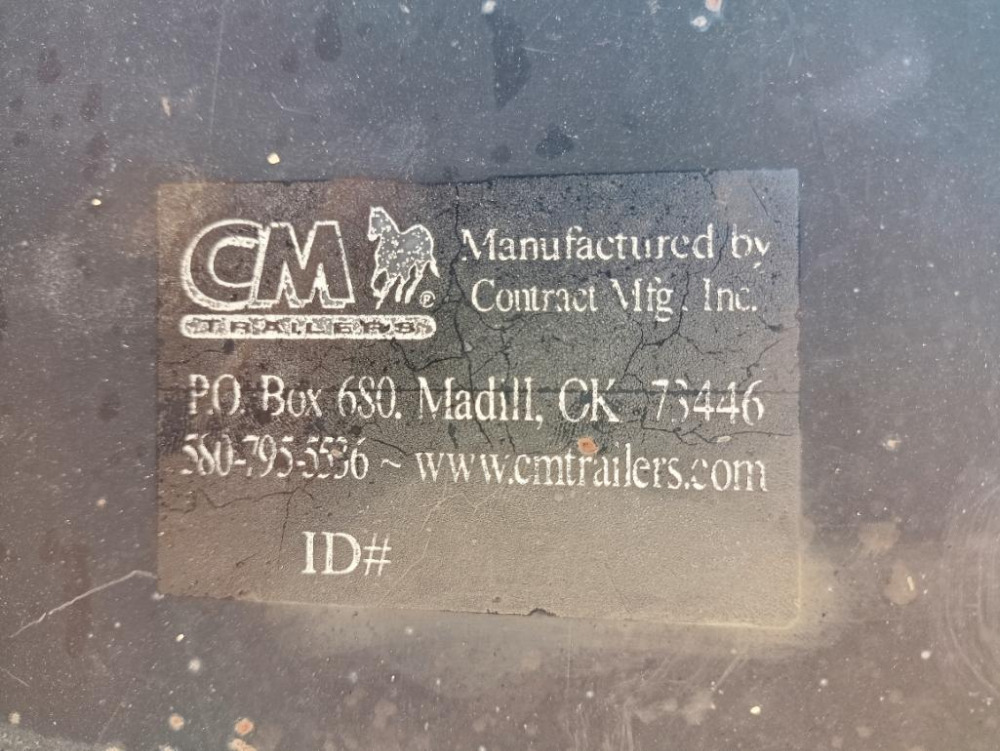 CM
TRAILERS
®
Manufactured by
Contract Mfg. Inc.
P.O. Box 680, Madill, OK 73446
580-795-5536 ~ www.cmtrailers.com
ID#